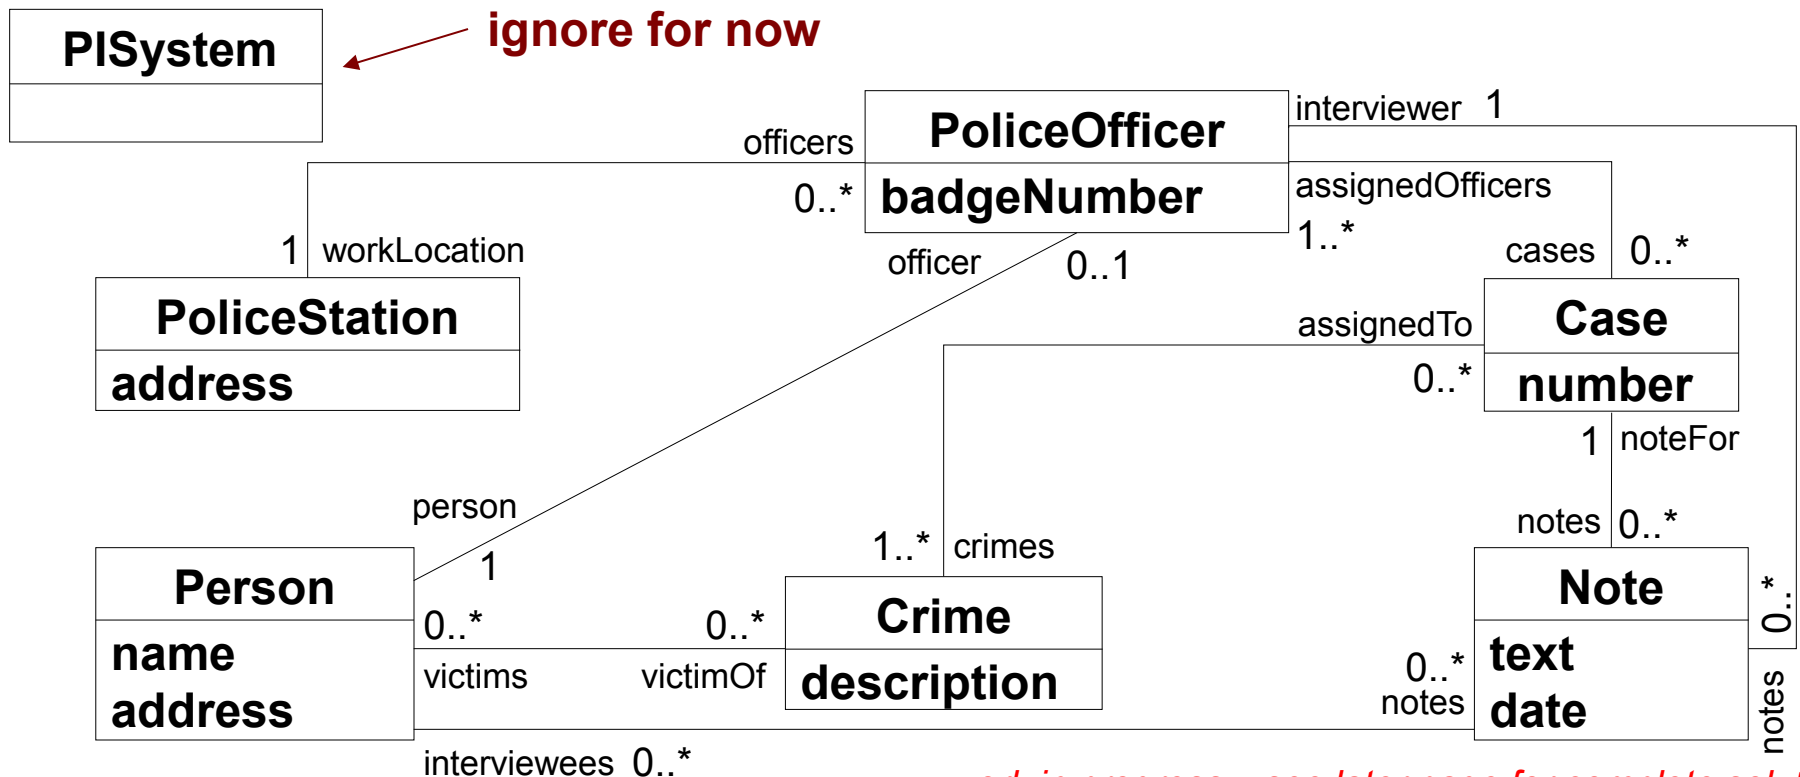 PISystem
ignore for now
PoliceOfficer
badgeNumber
interviewer 1
officers
0..*
assignedOfficers
1..*
1 workLocation
officer
0..1
cases 0..*
PoliceStation
address
assignedTo
0..*
Case
number
1 noteFor
person
1
1..* crimes
notes 0..*
Person
name
address
0..*
victims
0..*
victimOf
Crime
description
Note
text
date
0..*
notes
0..*
notes
interviewees 0..*